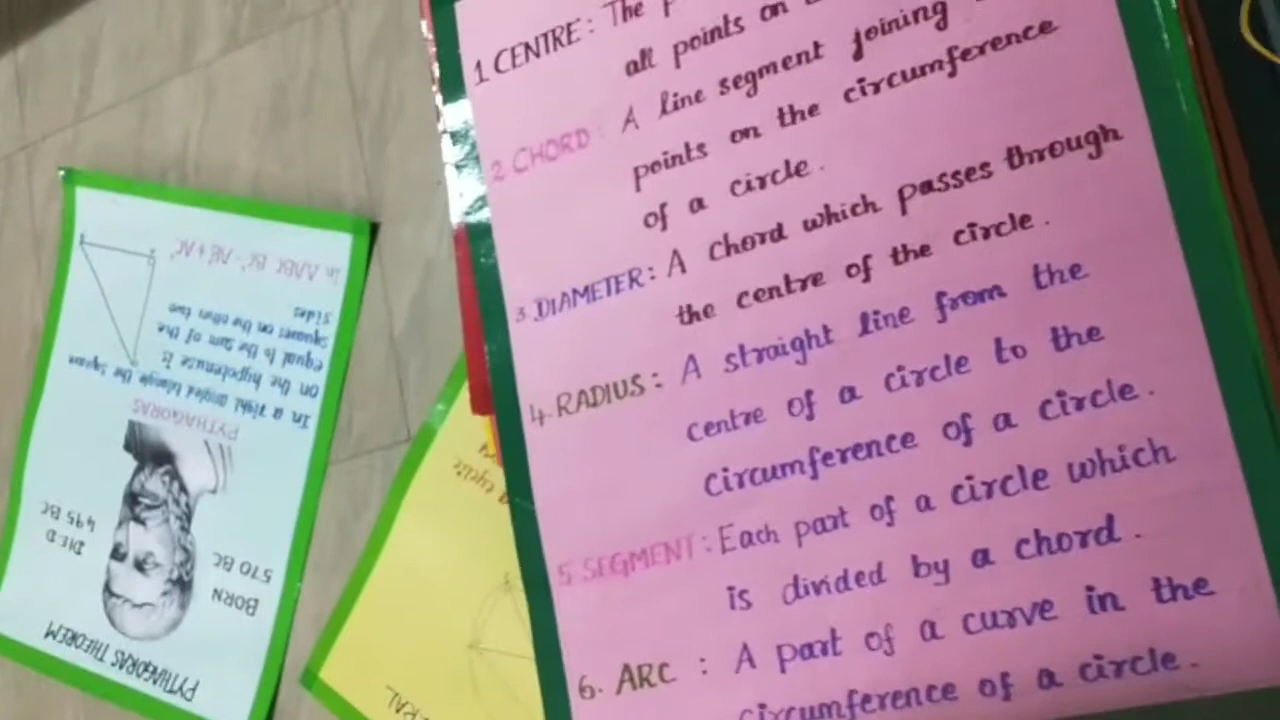 1 CENTRE : The p
all points on
2 CHORD : A line segment joining
points on the circumference
of a circle.
3 DIAMETER : A chord which passes through
the centre of the circle.
4. RADIUS : A straight line from the
centre of a circle to the
circumference of a circle.
5 SEGMENT : Each part of a circle which
is divided by a chord.
6. ARC : A part of a curve in the
circumference of a circle.
PYTHAGORAS THEOREM
BORN
570 BC
DIED
495 BC
PYTHAGORAS
In a right angled triangle the square
on the hypotenuse is
equal to the sum of the
squares on the other two
sides.
a cyclic
RAL